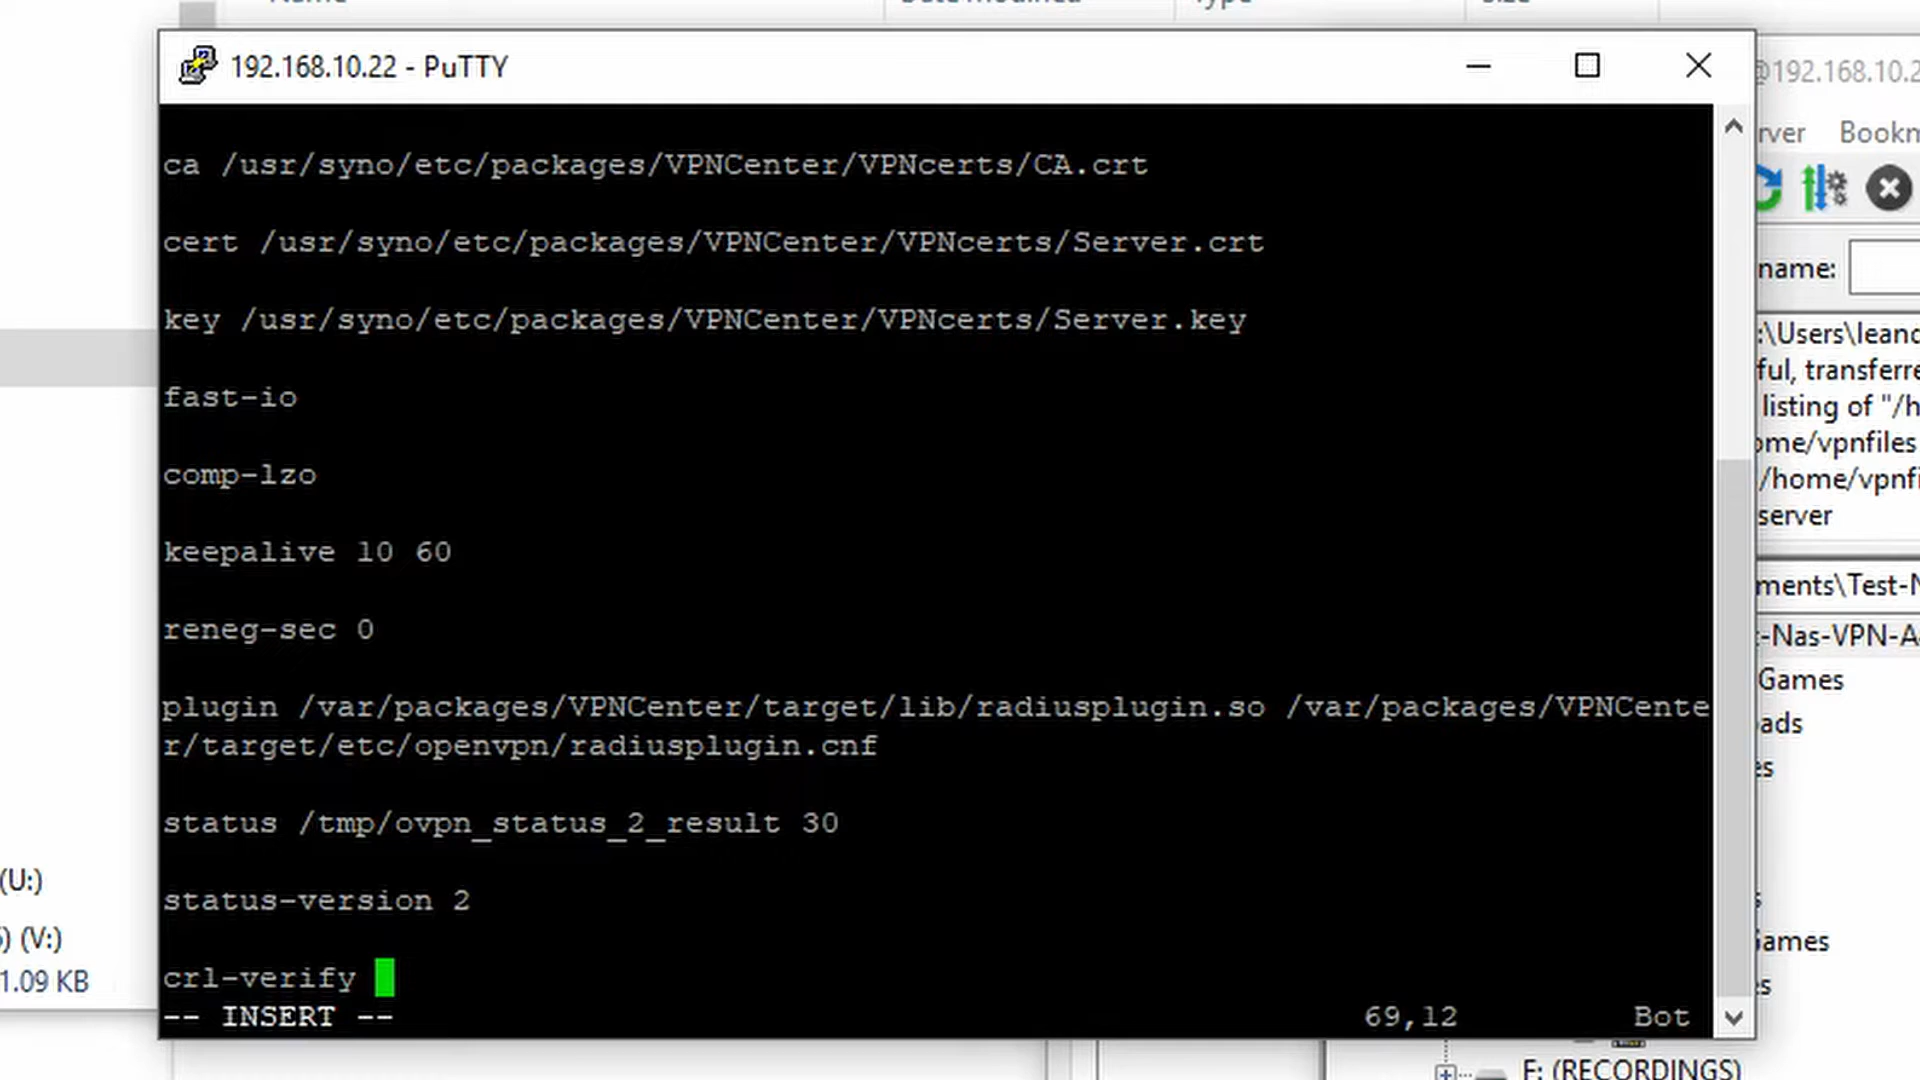 192.168.10.22 - PuTTY
@192.168.10.2
ca /usr/syno/etc/packages/VPNCenter/VPNcerts/CA.crt
cert /usr/syno/etc/packages/VPNCenter/VPNcerts/Server.crt
key /usr/syno/etc/packages/VPNCenter/VPNcerts/Server.key
fast-io
comp-lzo
keepalive 10 60
reneg-sec 0
plugin /var/packages/VPNCenter/target/lib/radiusplugin.so /var/packages/VPNCente
r/target/etc/openvpn/radiusplugin.cnf
status /tmp/ovpn_status_2_result 30
status-version 2
crl-verify
-- INSERT -- 69,12 Bot
(U:)
(V:)
1.09 KB
rver Bookm
name:
:\Users\leand
ful, transferre
listing of "/h
ome/vpnfiles
/home/vpnfi
server
ments\Test-N
-Nas-VPN-A
Games
ads
es
Games
es
F: (RECORDINGS)